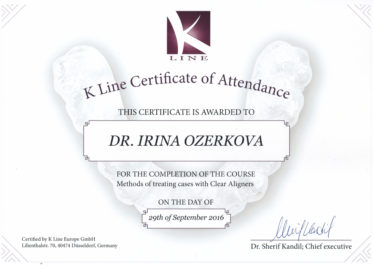 K
LINE
K Line Certificate of Attendance
THIS CERTIFICATE IS AWARDED TO
DR. IRINA OZERKOVA
FOR THE COMPLETION OF THE COURSE
Methods of treating cases with Clear Aligners
ON THE DAY OF
29th of September 2016
Certified by K Line Europe GmbH
Lilienthalstr. 70, 40474 Düsseldorf, Germany
Dr. Sherif Kandil; Chief executive